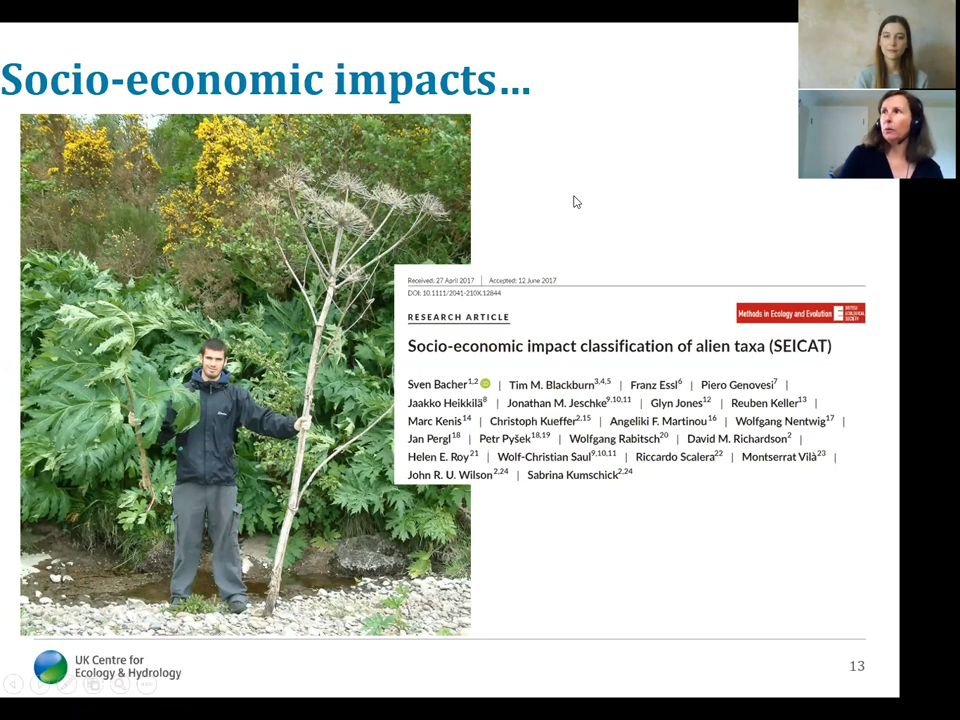 Socio-economic impacts...
Received: 27 April 2017 | Accepted: 12 June 2017
DOI: 10.1111/2041-210X.12844
RESEARCH ARTICLE
Methods in Ecology and Evolution
BRITISH
ECOLOGICAL
SOCIETY
Socio-economic impact classification of alien taxa (SEICAT)
Sven Bacher1,2 | Tim M. Blackburn3,4,5 | Franz Essl6 | Piero Genovesi7 |
Jaakko Heikkilä8 | Jonathan M. Jeschke9,10,11 | Glyn Jones12 | Reuben Keller13 |
Marc Kenis14 | Christoph Kueffer2,15 | Angeliki F. Martinou16 | Wolfgang Nentwig17 |
Jan Pergl18 | Petr Pyšek18,19 | Wolfgang Rabitsch20 | David M. Richardson2 |
Helen E. Roy21 | Wolf-Christian Saul9,10,11 | Riccardo Scalera22 | Montserrat Vilà23 |
John R. U. Wilson2,24 | Sabrina Kumschick2,24
UK Centre for
Ecology & Hydrology
13